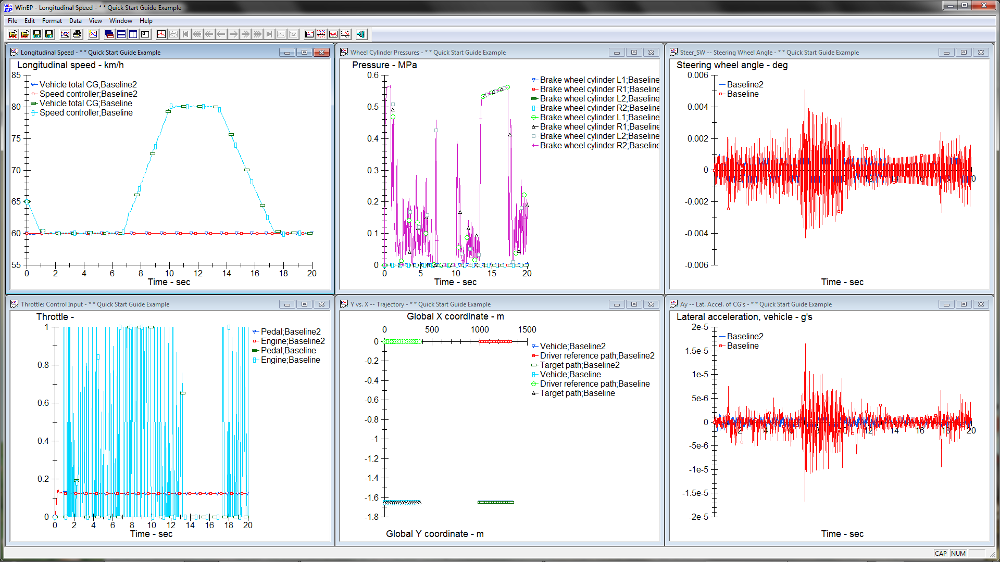 WinEP - Longitudinal Speed - * * Quick Start Guide Example
File Edit Format Data View Window Help
Longitudinal Speed - * * Quick Start Guide Example
Longitudinal speed - km/h
85
80
75
70
65
60
55
Vehicle total CG;Baseline2
Speed controller;Baseline2
Vehicle total CG;Baseline
Speed controller;Baseline
0 2 4 6 8 10 12 14 16 18 20
Time - sec
Wheel Cylinder Pressures - * * Quick Start Guide Example
Pressure - MPa
0.6
0.5
0.4
0.3
0.2
0.1
0
Brake wheel cylinder L1;Baseline
Brake wheel cylinder R1;Baseline
Brake wheel cylinder L2;Baseline
Brake wheel cylinder R2;Baseline
Brake wheel cylinder L1;Baseline
Brake wheel cylinder R1;Baseline
Brake wheel cylinder L2;Baseline
Brake wheel cylinder R2;Baseline
0 5 10 15 20
Time - sec
Steer_SW -- Steering Wheel Angle - * * Quick Start Guide Example
Steering wheel angle - deg
0.006
0.004
0.002
0
-0.002
-0.004
-0.006
Baseline2
Baseline
Time - sec
Throttle: Control Input - * * Quick Start Guide Example
Throttle -
1
0.8
0.6
0.4
0.2
0
Pedal;Baseline2
Engine;Baseline2
Pedal;Baseline
Engine;Baseline
0 2 4 6 8 10 12 14 16 18 20
Time - sec
Y vs. X -- Trajectory - * * Quick Start Guide Example
Global X coordinate - m
0 500 1000 1500
0
-0.2
-0.4
-0.6
-0.8
-1
-1.2
-1.4
-1.6
-1.8
Vehicle;Baseline2
Driver reference path;Baseline2
Target path;Baseline2
Vehicle;Baseline
Driver reference path;Baseline
Target path;Baseline
Global Y coordinate - m
Ay -- Lat. Accel. of CG's - * * Quick Start Guide Example
Lateral acceleration, vehicle - g's
2e-5
1.5e-5
1e-5
5e-6
0
-5e-6
-1e-5
-1.5e-5
-2e-5
Baseline2
Baseline
2 4 12 14 16 18 20
Time - sec
CAP NUM